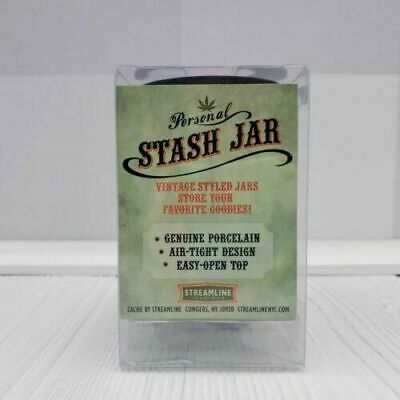 Personal
STASH JAR
VINTAGE STYLED JARS
STORE YOUR
FAVORITE GOODIES!
• GENUINE PORCELAIN
• AIR-TIGHT DESIGN
• EASY-OPEN TOP
STREAMLINE
CACHE BY STREAMLINE CONGERS, NY 10920 STREAMLINENYC.COM